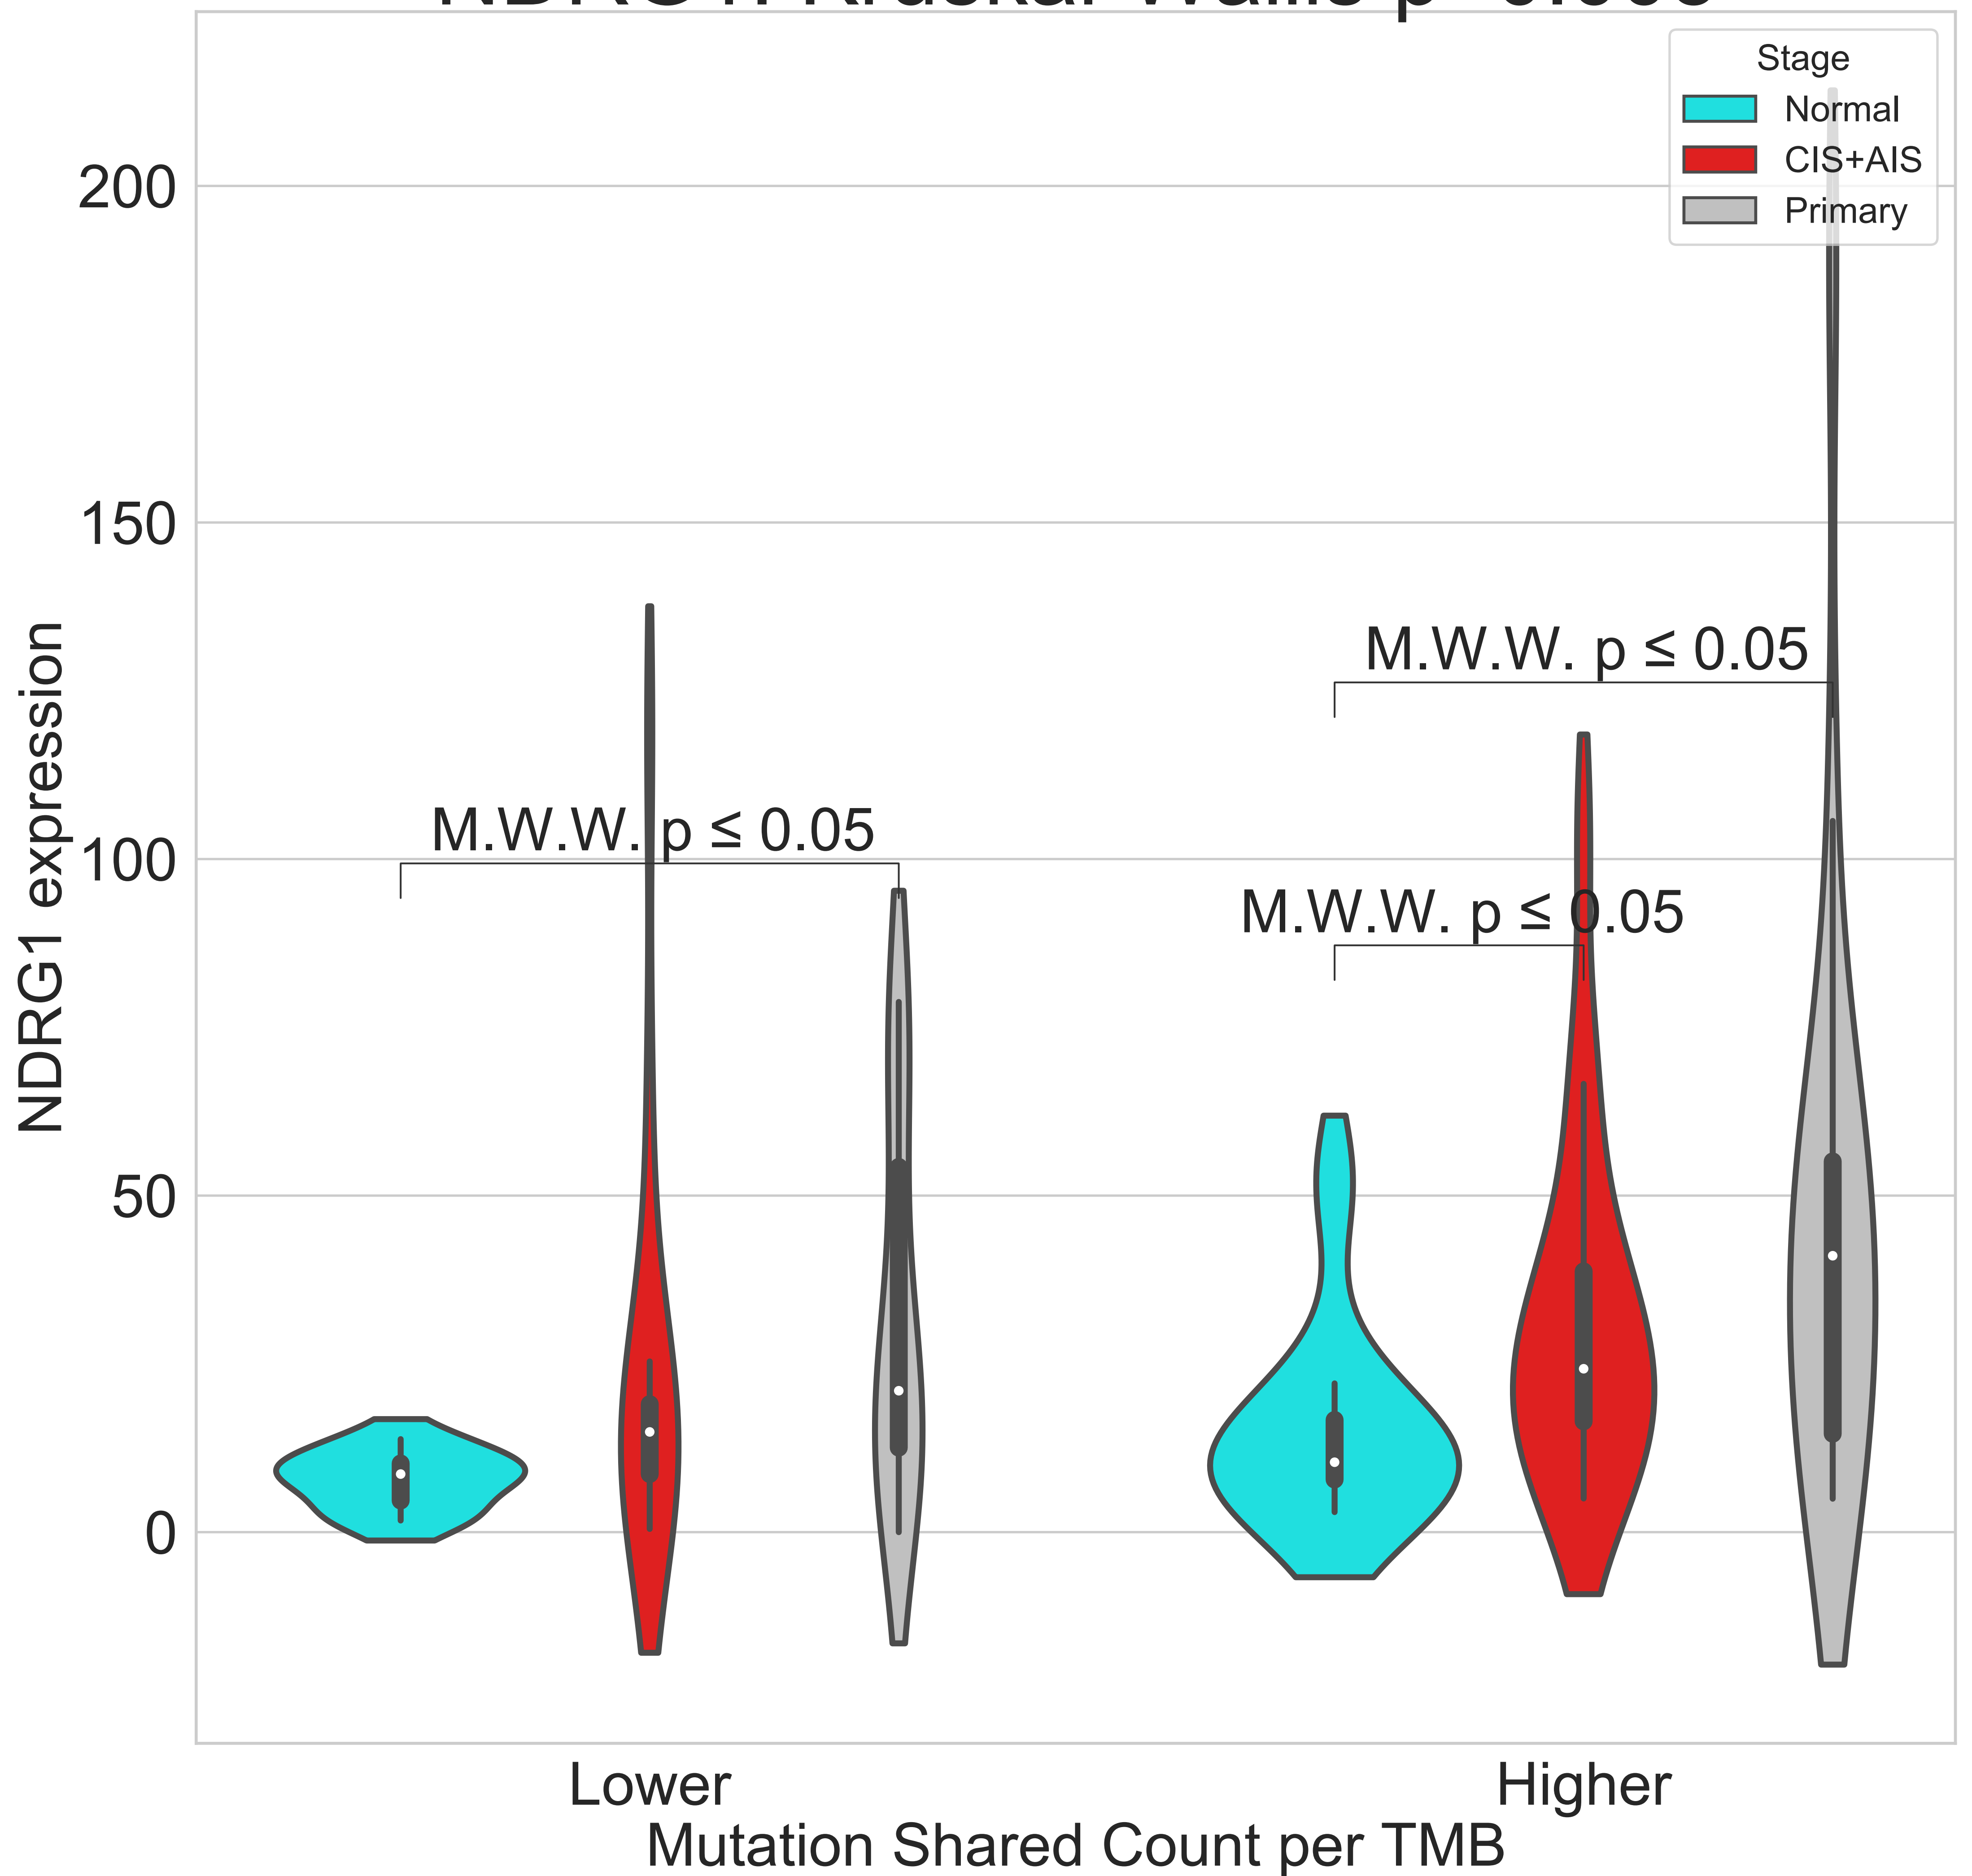 Stage
Normal
CIS+AIS
Primary
200
150
100
50
0
NDRG1 expression
M.W.W. p ≤ 0.05
M.W.W. p ≤ 0.05
M.W.W. p ≤ 0.05
Lower
Higher
Mutation Shared Count per TMB